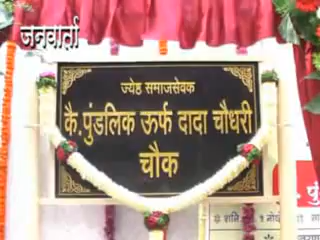 जनवार्ता
ज्येष्ठ समाजसेवक
कै. पुंडलिक ऊर्फ दादा चौधरी
चौक